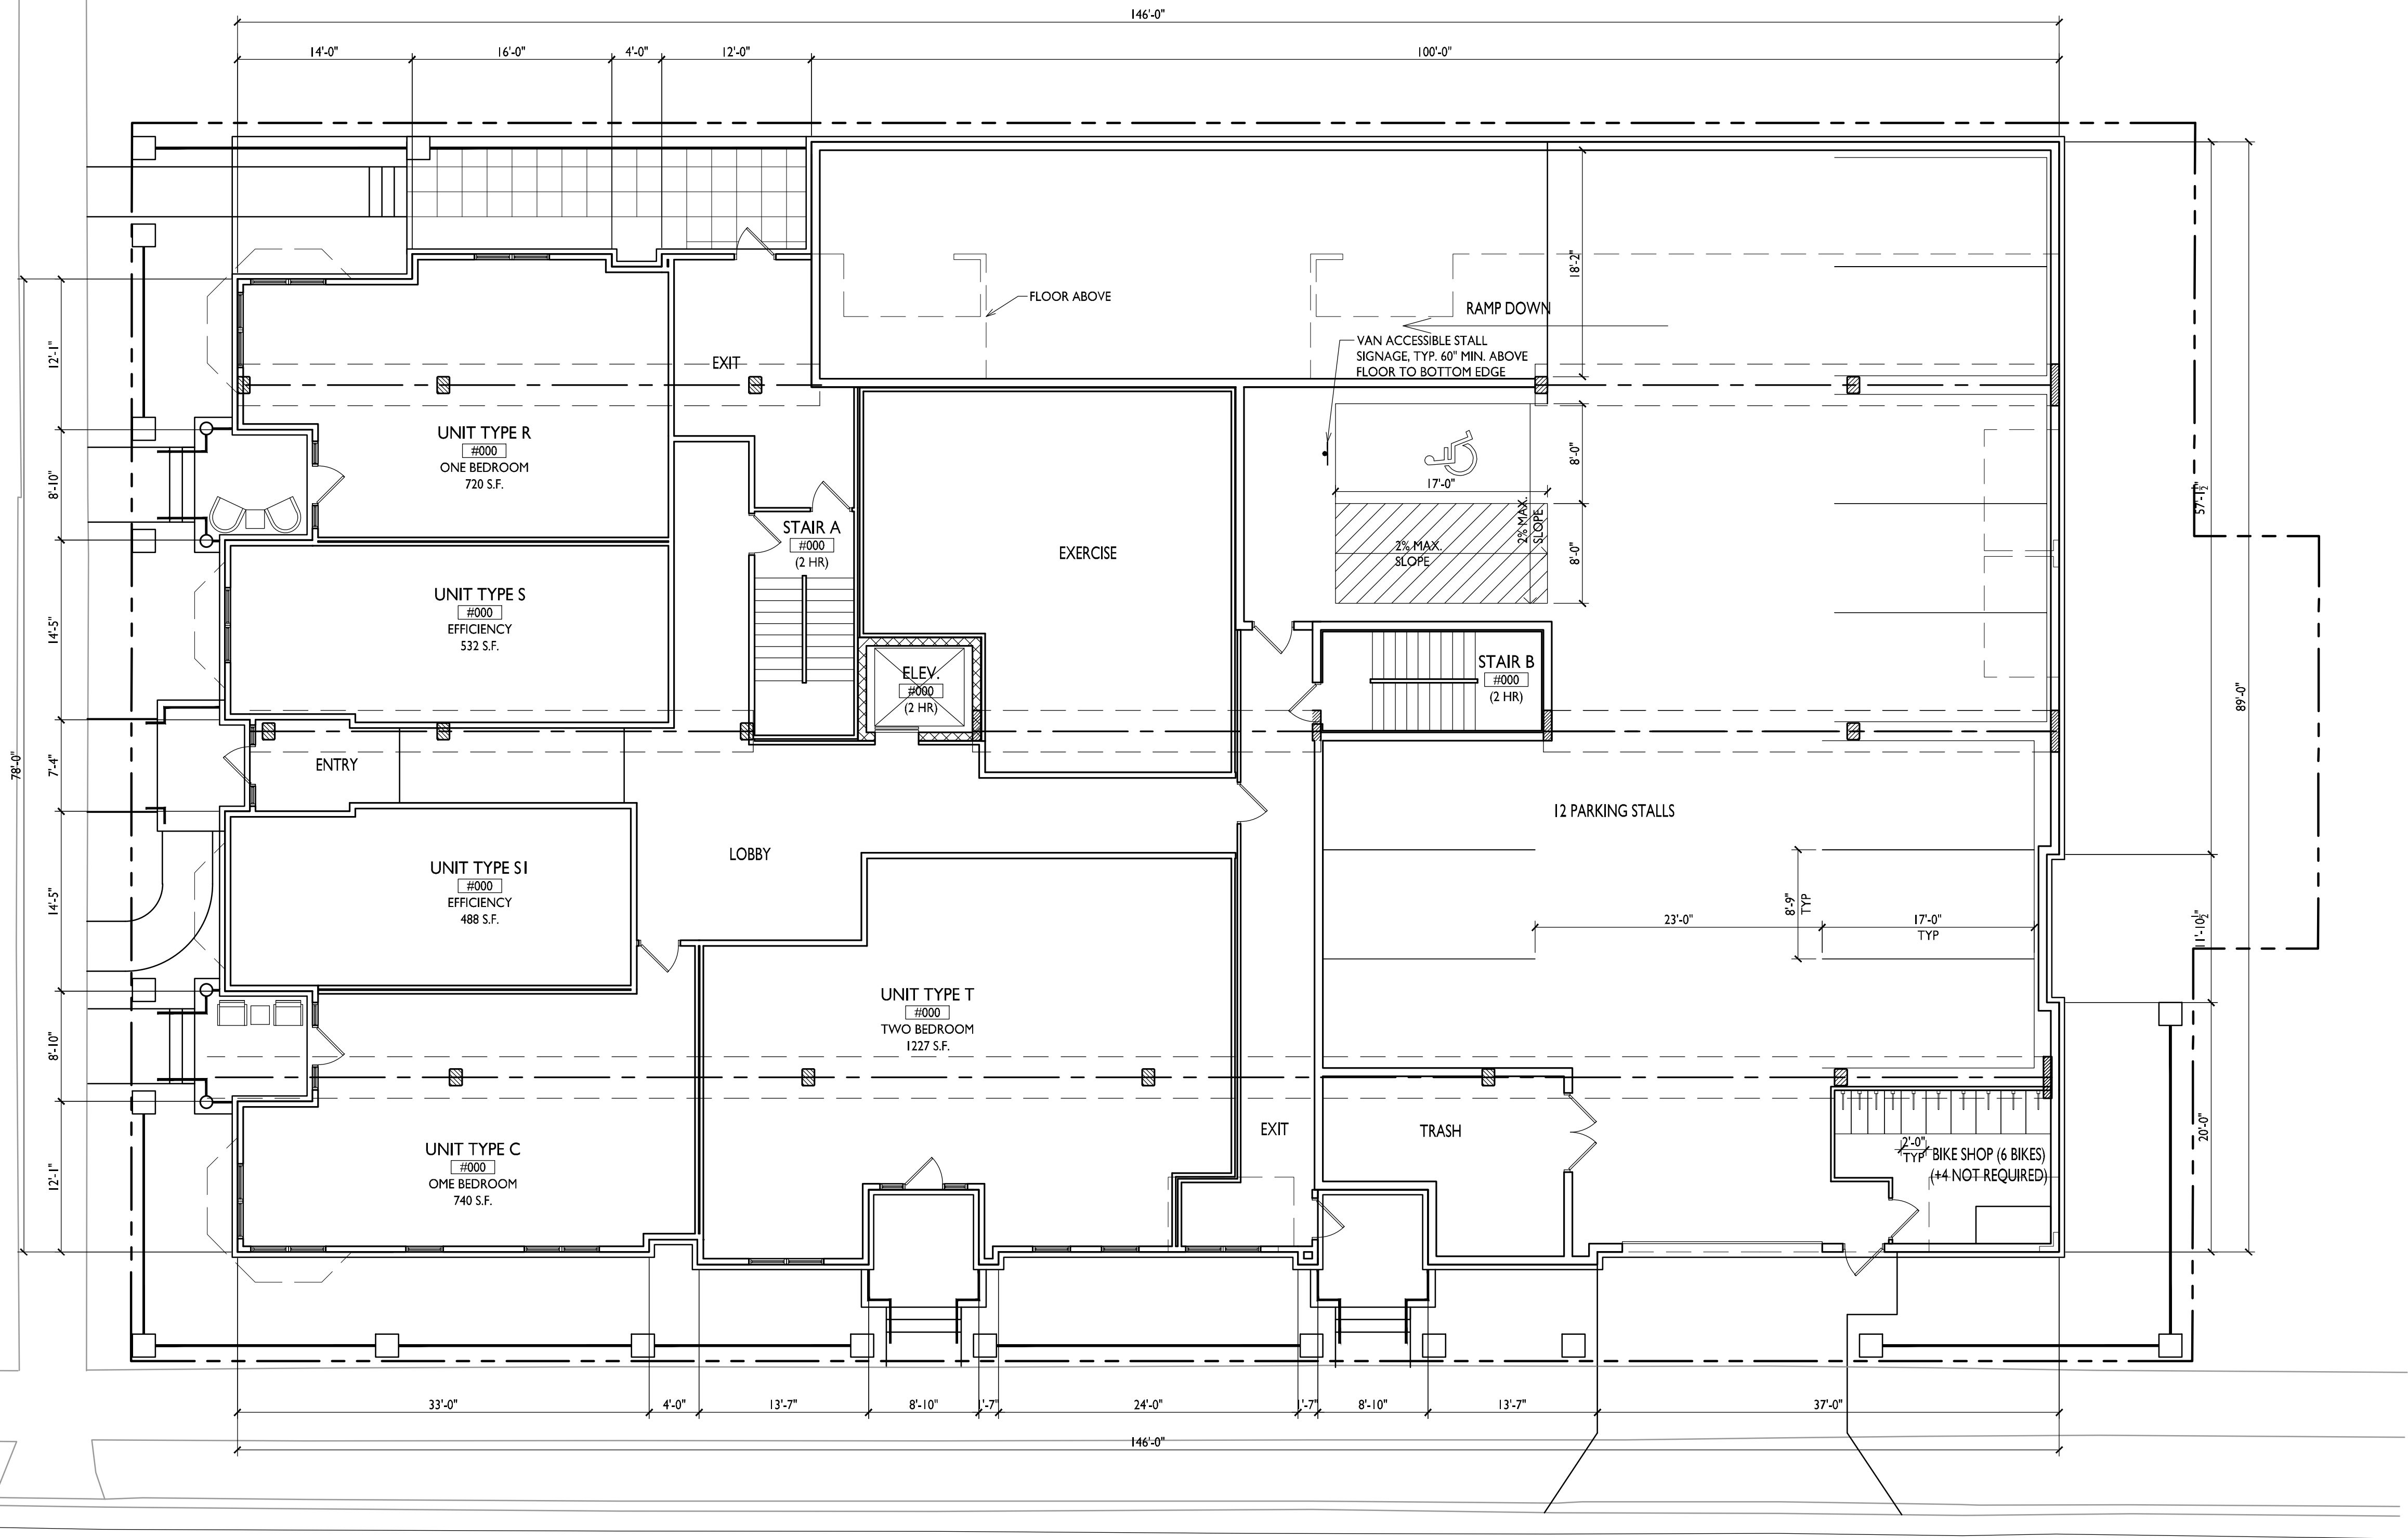 146'-0"
14'-0"
16'-0"
4'-0"
12'-0"
100'-0"
FLOOR ABOVE
18'-2"
RAMP DOWN
VAN ACCESSIBLE STALL
SIGNAGE, TYP. 60" MIN. ABOVE
FLOOR TO BOTTOM EDGE
12'-1"
EXIT
UNIT TYPE R
#000
ONE BEDROOM
720 S.F.
8'-10"
8'-0"
17'-0"
2% MAX.
SLOPE
2% MAX.
SLOPE
8'-0"
57'-1½"
STAIR A
#000
(2 HR)
EXERCISE
UNIT TYPE S
#000
EFFICIENCY
532 S.F.
14'-5"
ELEV.
#000
(2 HR)
STAIR B
#000
(2 HR)
89'-0"
78'-0"
7'-4"
ENTRY
12 PARKING STALLS
LOBBY
UNIT TYPE S1
#000
EFFICIENCY
488 S.F.
14'-5"
8'-9"
TYP
23'-0"
17'-0"
TYP
11'-10½"
UNIT TYPE T
#000
TWO BEDROOM
1227 S.F.
8'-10"
UNIT TYPE C
#000
OME BEDROOM
740 S.F.
12'-1"
EXIT
TRASH
2'-0"
TYP
BIKE SHOP (6 BIKES)
(+4 NOT REQUIRED)
20'-0"
33'-0"
4'-0"
13'-7"
8'-10"
1'-7"
24'-0"
1'-7"
8'-10"
13'-7"
37'-0"
146'-0"